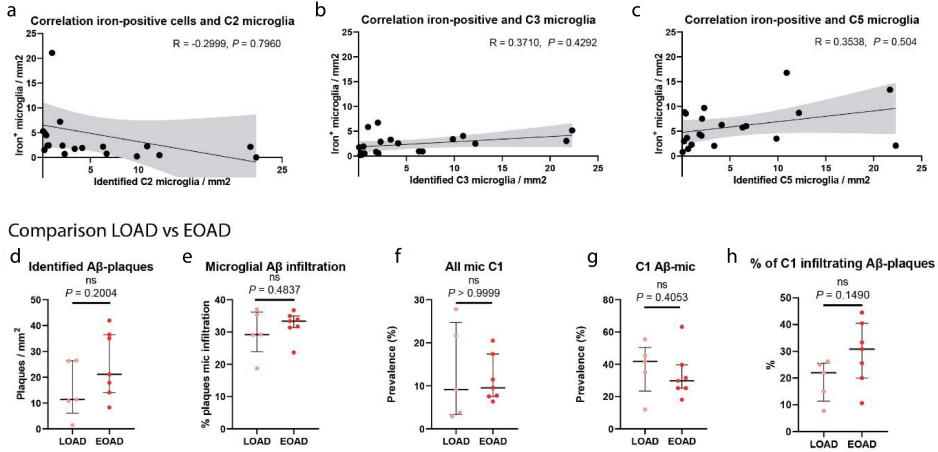 a
Correlation iron-positive cells and C2 microglia
R = -0.2999, P = 0.7960
Iron+ microglia / mm2
25
20
15
10
5
0
5
10
25
Identified C2 microglia / mm2
b
Correlation iron-positive and C3 microglia
R = 0.3710, P = 0.4292
Iron+ microglia / mm2
25
20
15
10
5
0
5
10
15
20
25
Identified C3 microglia / mm2
c
Correlation iron-positive and C5 microglia
R = 0.3538, P = 0.504
Iron+ microglia / mm2
25
20
15
10
5
0
5
10
15
20
25
Identified C5 microglia / mm2
Comparison LOAD vs EOAD
d
Identified Aβ-plaques
ns
P = 0.2004
Plaques / mm2
50
40
30
20
10
0
LOAD EOAD
e
Microglial Aβ infiltration
ns
P = 0.4837
% plaques mic infiltration
40
30
20
10
0
LOAD EOAD
f
All mic C1
ns
P > 0.9999
Prevalence (%)
30
20
10
0
LOAD EOAD
g
C1 Aβ-mic
ns
P = 0.4053
Prevalence (%)
80
60
40
20
0
LOAD EOAD
h
% of C1 infiltrating Aβ-plaques
ns
P = 0.1490
%
50
40
30
20
10
0
LOAD EOAD